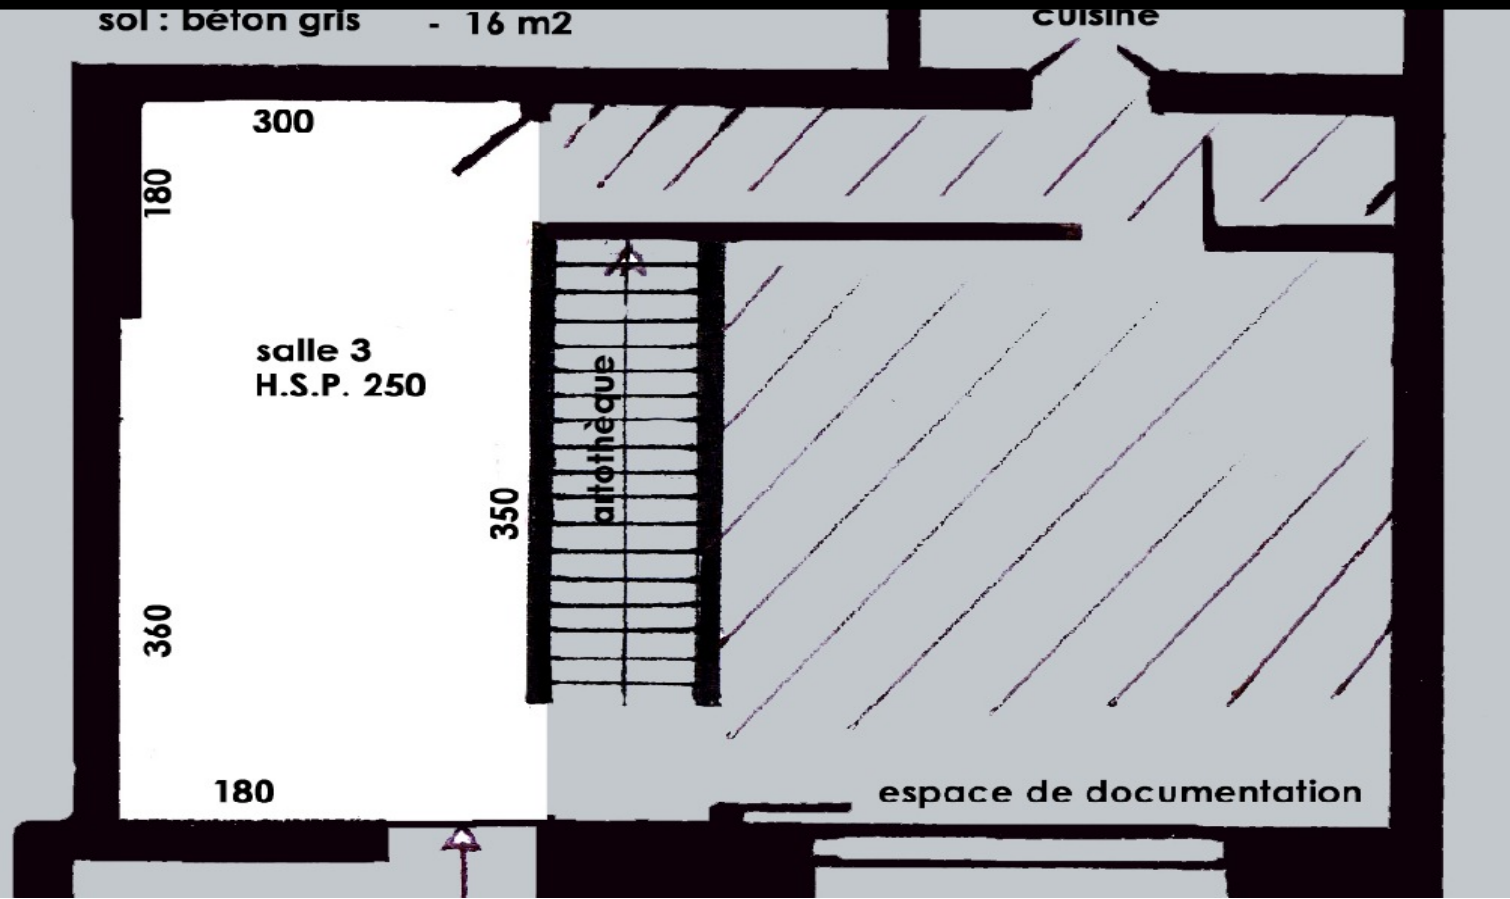 sol : béton gris - 16 m2
cuisine
300
180
salle 3
H.S.P. 250
artothèque
350
360
180
espace de documentation